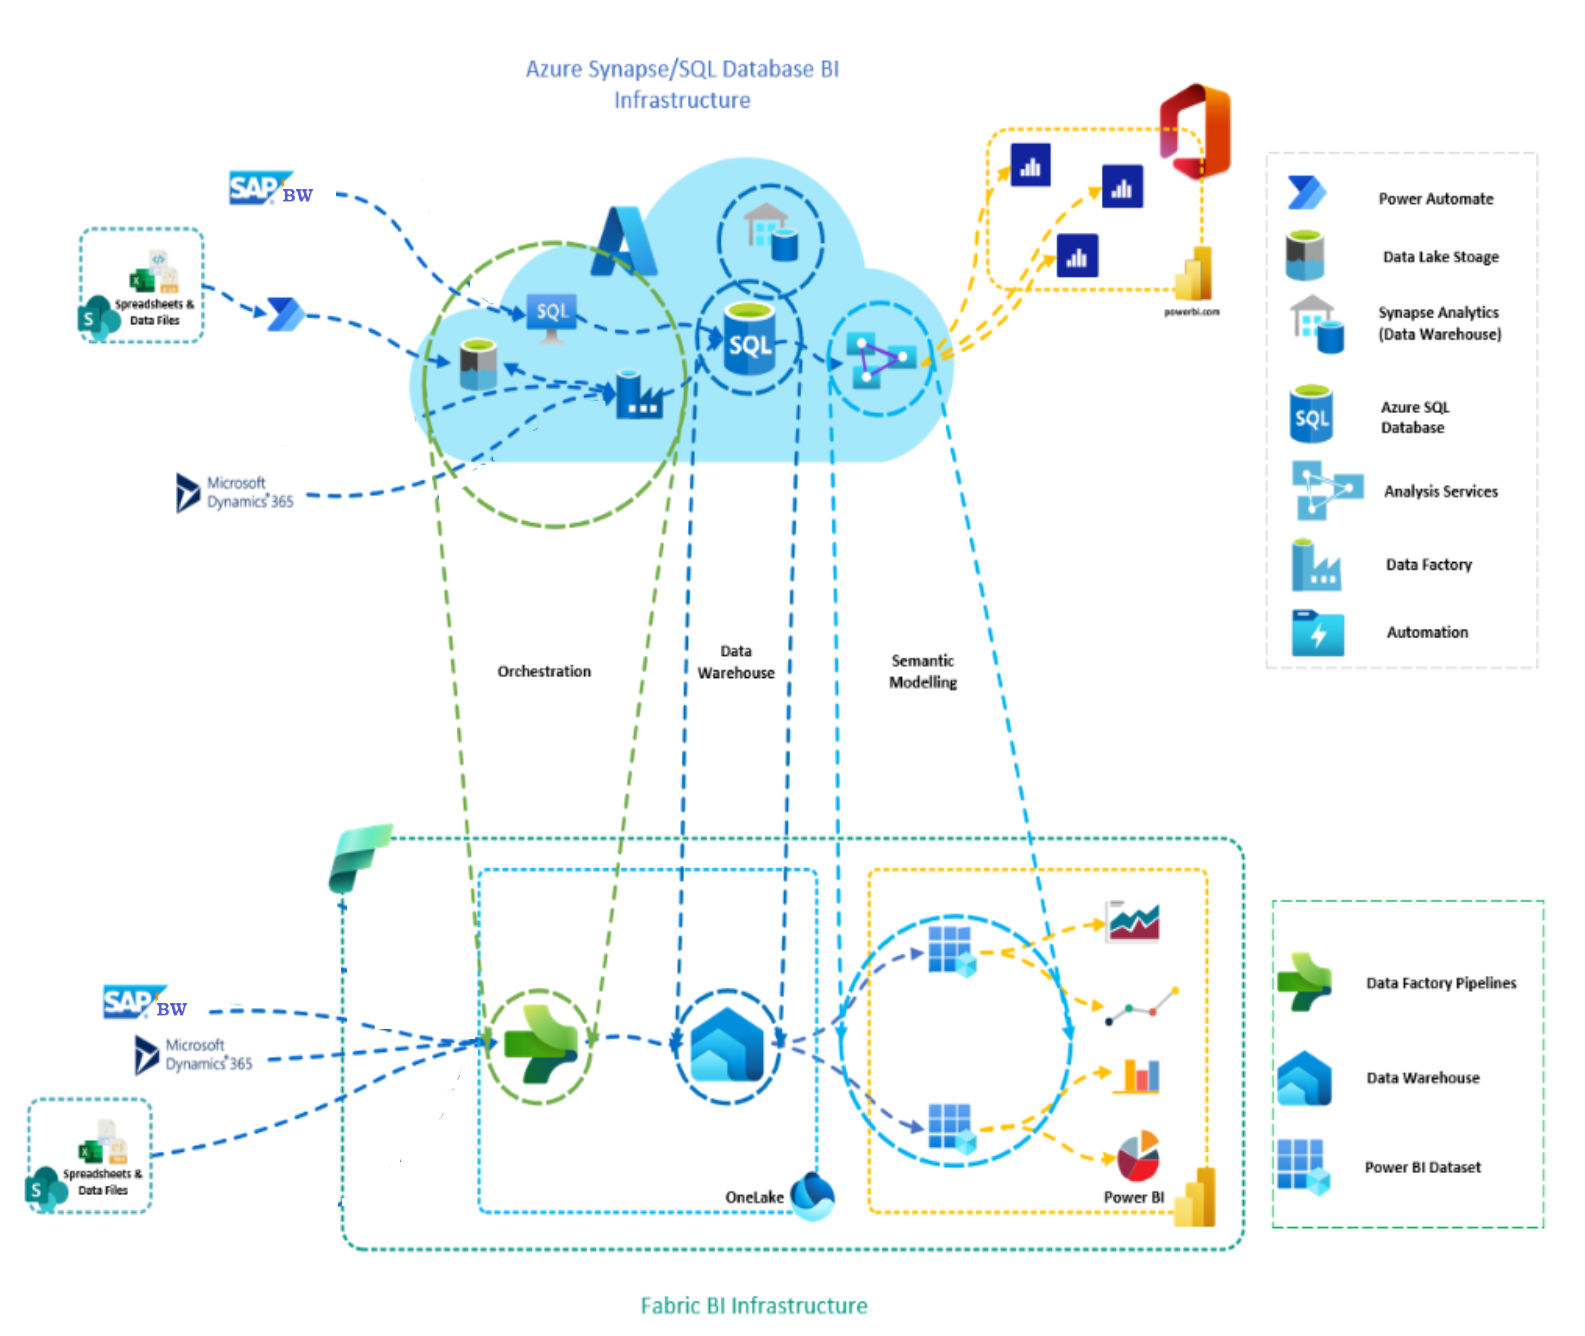 Azure Synapse/SQL Database BI
Infrastructure
SAP BW
Spreadsheets &
Data Files
S
SQL
SQL
Microsoft
Dynamics 365
powerbi.com
Power Automate
Data Lake Stoage
Synapse Analytics
(Data Warehouse)
SQL
Azure SQL
Database
Analysis Services
Data Factory
Automation
Orchestration
Data
Warehouse
Semantic
Modelling
SAP BW
Microsoft
Dynamics 365
Spreadsheets &
Data Files
S
OneLake
Power BI
Data Factory Pipelines
Data Warehouse
Power BI Dataset
Fabric BI Infrastructure